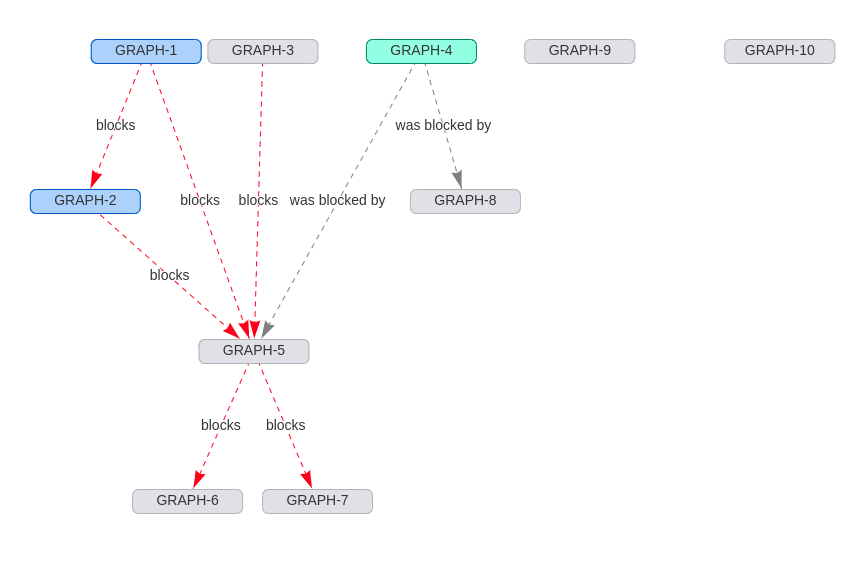 GRAPH-1
GRAPH-3
GRAPH-4
GRAPH-9
GRAPH-10
blocks
was blocked by
GRAPH-2
blocks
blocks
was blocked by
GRAPH-8
blocks
GRAPH-5
blocks
blocks
GRAPH-6
GRAPH-7